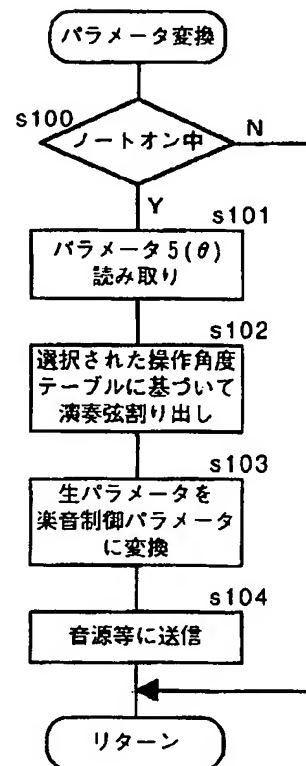 パラメータ変換
s100
ノートオン中
N
Y
s101
パラメータ5(θ)
読み取り
s102
選択された操作角度
テーブルに基づいて
演奏弦割り出し
s103
生パラメータを
楽音制御パラメータ
に変換
s104
音源等に送信
リターン